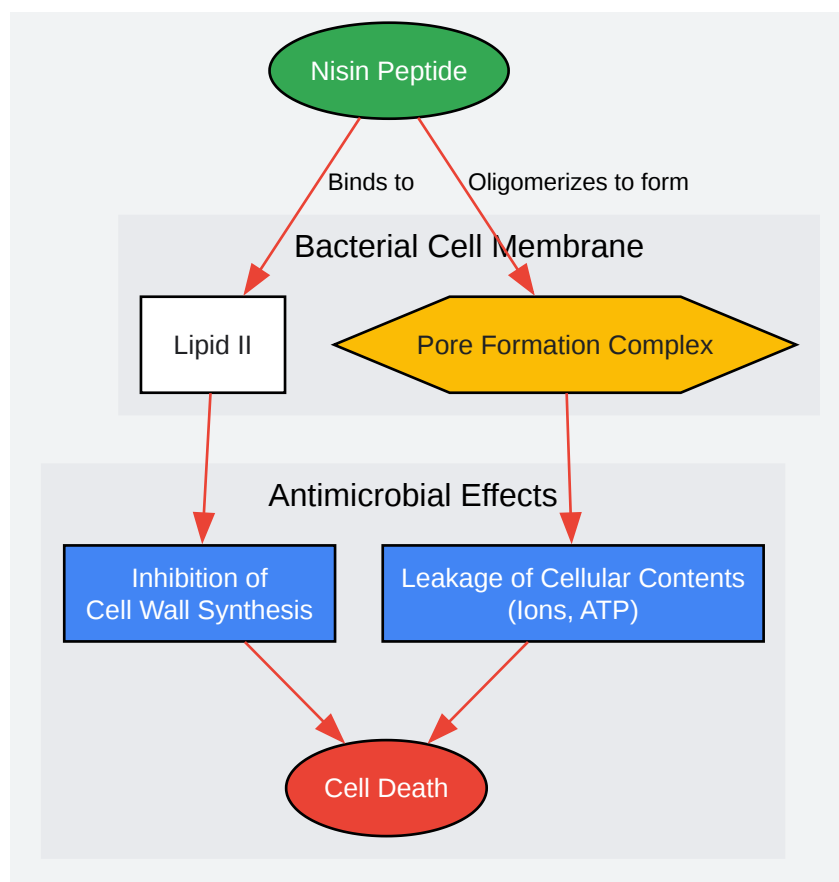 Nisin Peptide
Binds to
Oligomerizes to form
Bacterial Cell Membrane
Lipid II
Pore Formation Complex
Antimicrobial Effects
Inhibition of
Cell Wall Synthesis
Leakage of Cellular Contents
(Ions, ATP)
Cell Death